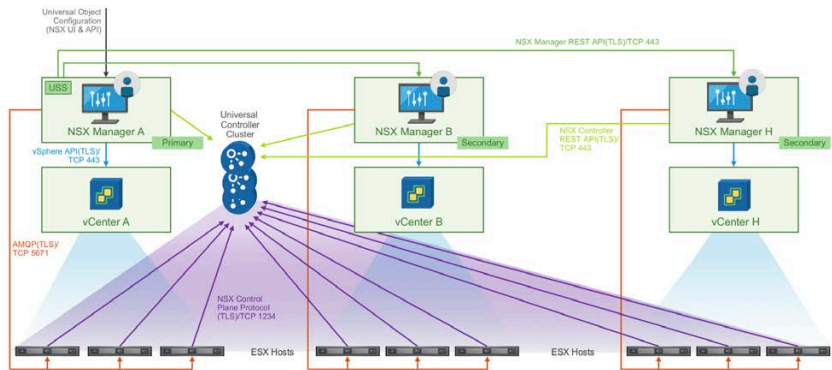 Universal Object
Configuration
(NSX UI & API)
NSX Manager REST API(TLS)/TCP 443
USS
NSX Manager A
Primary
Universal
Controller
Cluster
NSX Manager B
Secondary
NSX Controller
REST API(TLS)/
TCP 443
NSX Manager H
Secondary
vSphere API(TLS)/
TCP 443
vCenter A
vCenter B
vCenter H
AMQP(TLS)/
TCP 5671
NSX Control
Plane Protocol
(TLS)/TCP 1234
ESX Hosts
ESX Hosts